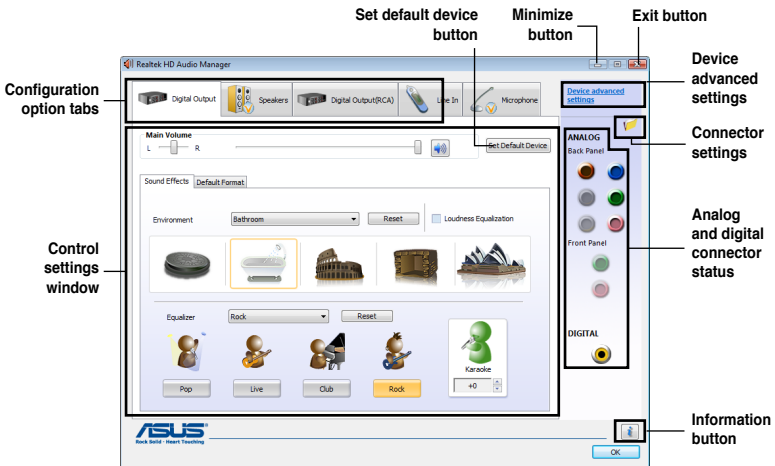 Set default device
button
Minimize
button
Exit button
Realtek HD Audio Manager
Configuration
option tabs
Digital Output
Speakers
Digital Output(RCA)
Line In
Microphone
Device advanced
settings
Device
advanced
settings
Main Volume
L
R
Set Default Device
ANALOG
Back Panel
Connector
settings
Sound Effects
Default Format
Environment
Bathroom
Reset
Loudness Equalization
Control
settings
window
Front Panel
Analog
and digital
connector
status
Equalizer
Rock
Reset
DIGITAL
Karaoke
Pop
Live
Club
Rock
+0
ASUS
Rock Solid · Heart Touching
Information
button
OK